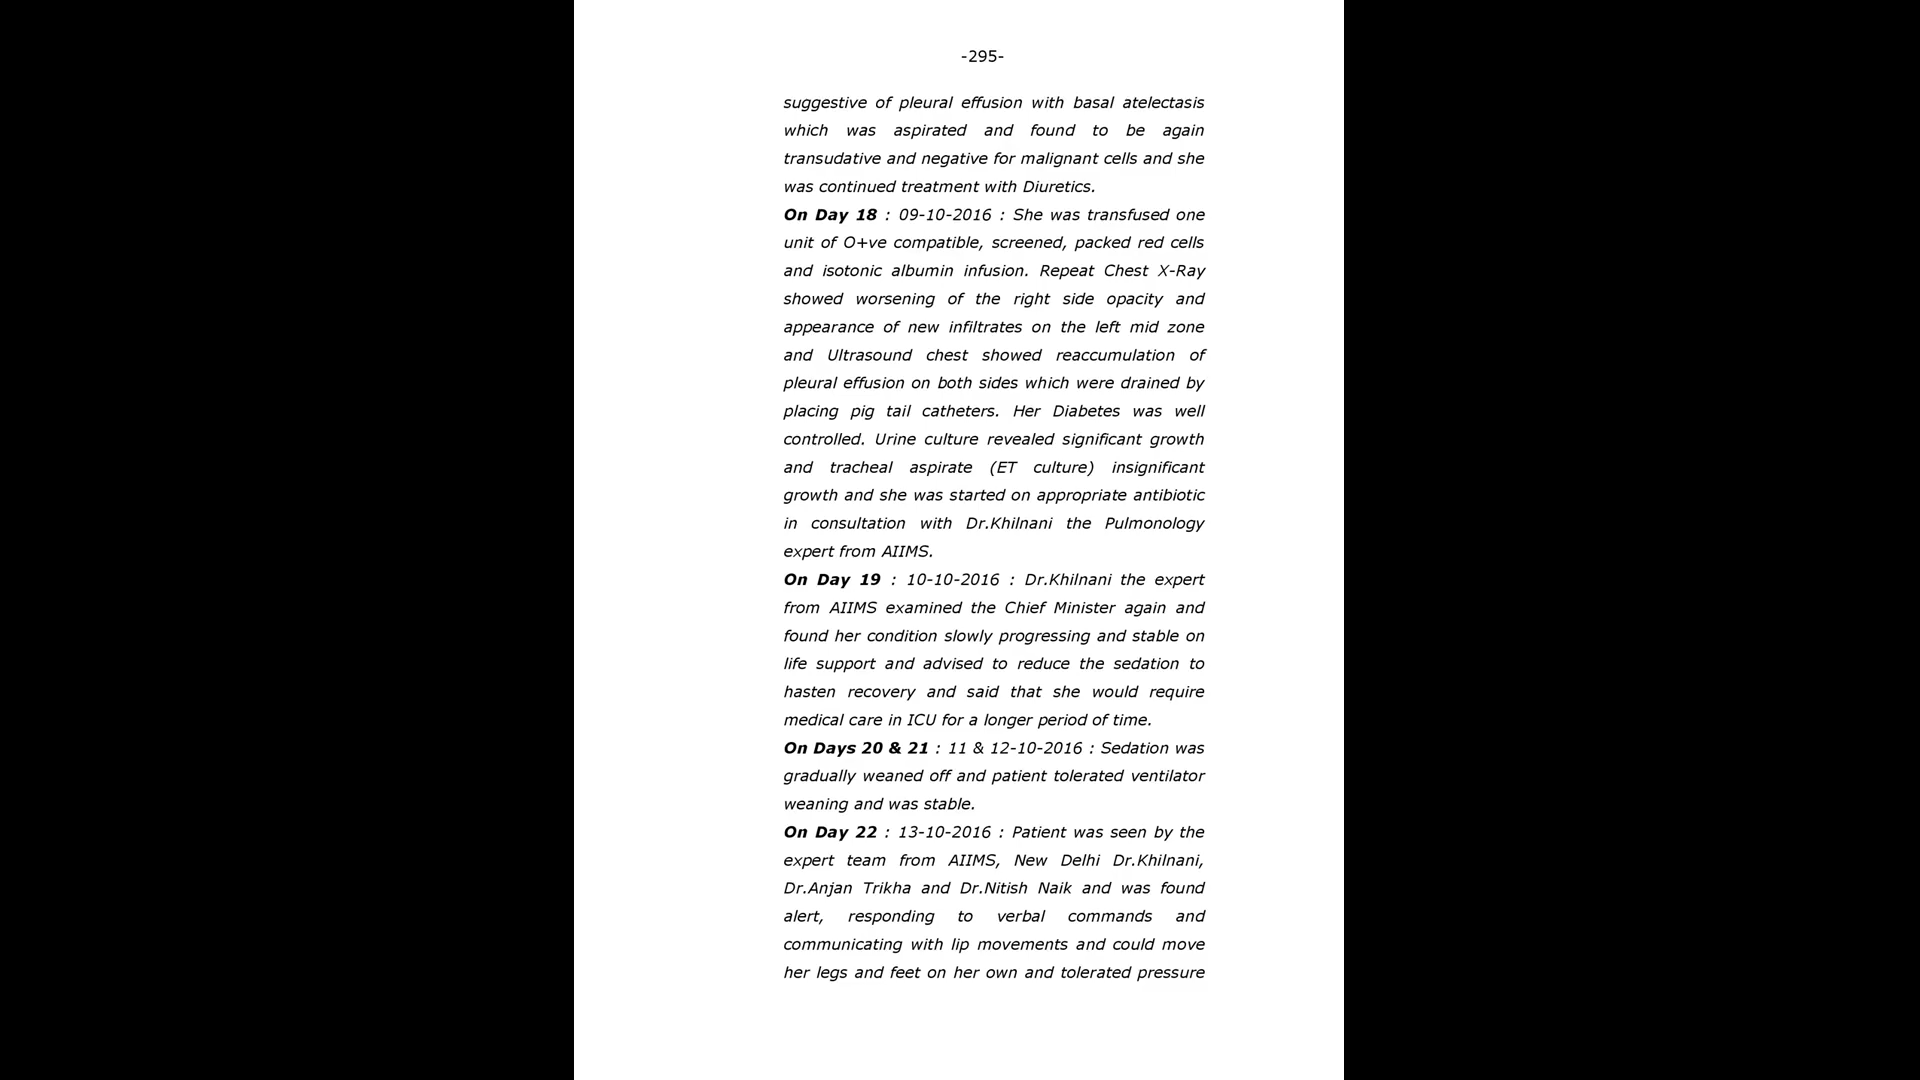 -295-
suggestive of pleural effusion with basal atelectasis
which was aspirated and found to be again
transudative and negative for malignant cells and she
was continued treatment with Diuretics.
On Day 18 : 09-10-2016 : She was transfused one
unit of O+ve compatible, screened, packed red cells
and isotonic albumin infusion. Repeat Chest X-Ray
showed worsening of the right side opacity and
appearance of new infiltrates on the left mid zone
and Ultrasound chest showed reaccumulation of
pleural effusion on both sides which were drained by
placing pig tail catheters. Her Diabetes was well
controlled. Urine culture revealed significant growth
and tracheal aspirate (ET culture) insignificant
growth and she was started on appropriate antibiotic
in consultation with Dr.Khilnani the Pulmonology
expert from AIIMS.
On Day 19 : 10-10-2016 : Dr.Khilnani the expert
from AIIMS examined the Chief Minister again and
found her condition slowly progressing and stable on
life support and advised to reduce the sedation to
hasten recovery and said that she would require
medical care in ICU for a longer period of time.
On Days 20 & 21 : 11 & 12-10-2016 : Sedation was
gradually weaned off and patient tolerated ventilator
weaning and was stable.
On Day 22 : 13-10-2016 : Patient was seen by the
expert team from AIIMS, New Delhi Dr.Khilnani,
Dr.Anjan Trikha and Dr.Nitish Naik and was found
alert, responding to verbal commands and
communicating with lip movements and could move
her legs and feet on her own and tolerated pressure